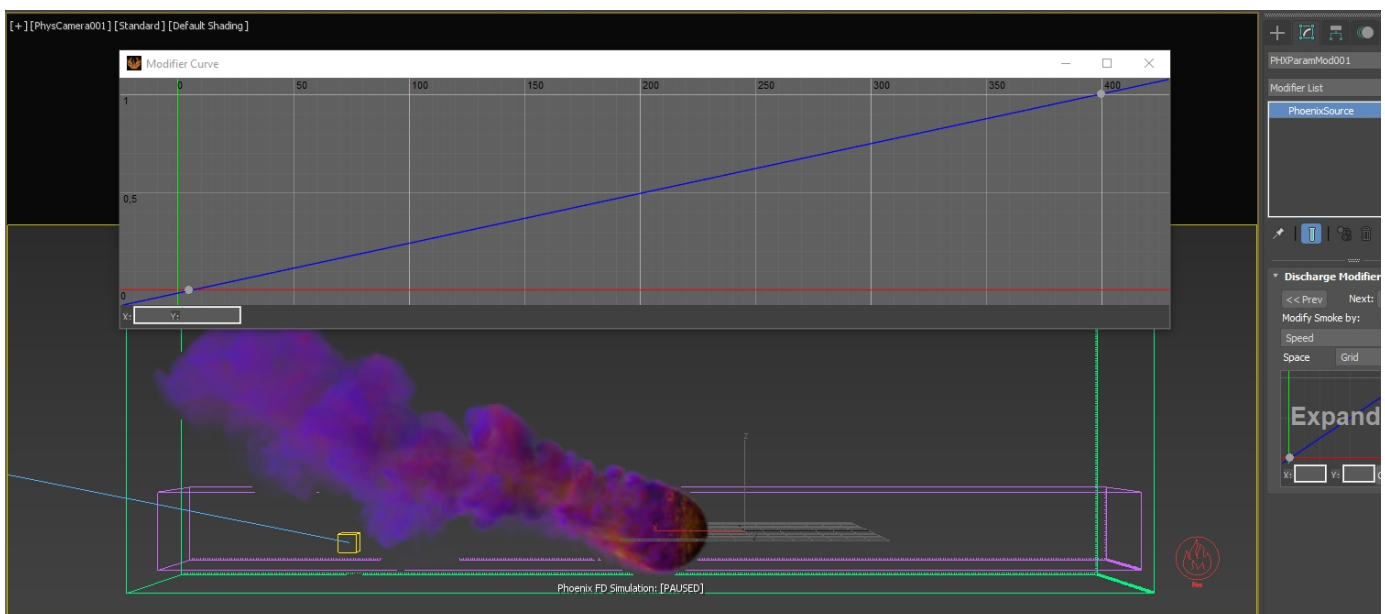 [+] [PhysCamera001] [Standard] [Default Shading]
Modifier Curve
0 50 100 150 200 250 300 350 400
1
0,5
0
X: Y:
PHXParamMod001
Modifier List
PhoenixSource
Discharge Modifier
<< Prev Next:
Modify Smoke by:
Speed
Space Grid
Expand
X: Y:
z
x
Phoenix FD Simulation: [PAUSED]